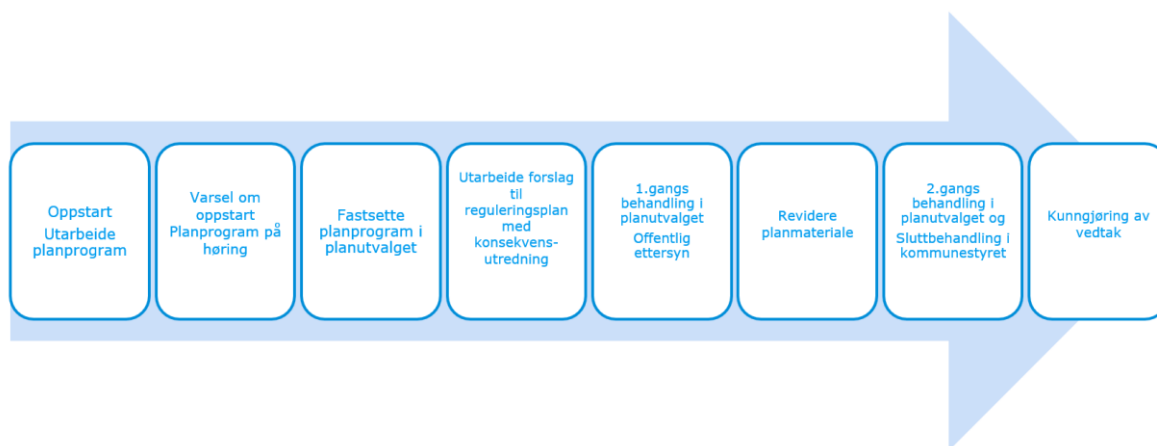 Oppstart
Utarbeide
planprogram
Varsel om
oppstart
Planprogram på
høring
Fastsette
planprogram i
planutvalget
Utarbeide forslag
til
reguleringsplan
med
konsekvens-
utredning
1.gangs
behandling i
planutvalget
Offentlig
ettersyn
Revidere
planmateriale
2.gangs
behandling i
planutvalget og
Sluttbehandling i
kommunestyret
Kunngjøring av
vedtak